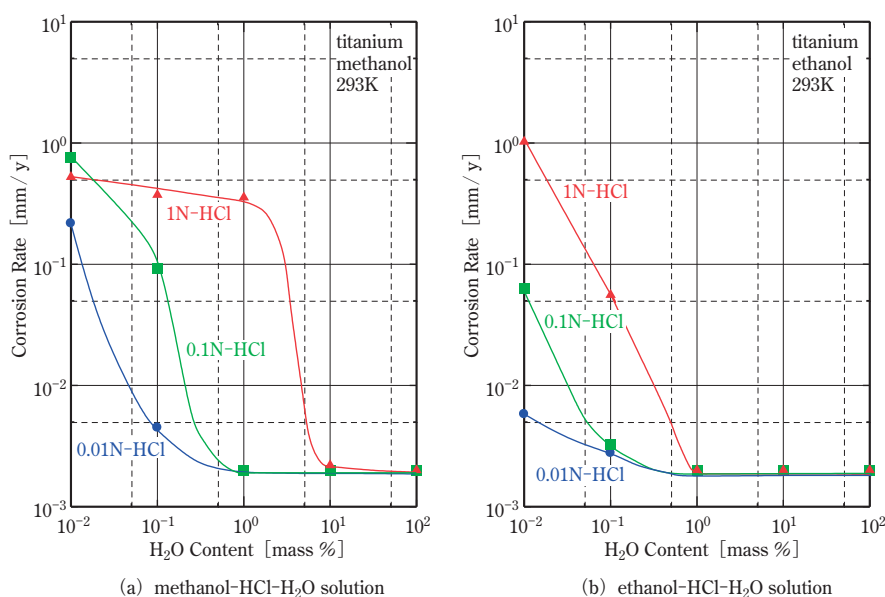 10¹
titanium
methanol
293K
10⁰
1N-HCl
10⁻¹
0.1N-HCl
10⁻²
0.01N-HCl
10⁻³
Corrosion Rate [mm / y]
10⁻² 10⁻¹ 10⁰ 10¹ 10²
H₂O Content [mass %]
(a) methanol-HCl-H₂O solution
10¹
titanium
ethanol
293K
10⁰
1N-HCl
10⁻¹
0.1N-HCl
10⁻²
0.01N-HCl
10⁻³
Corrosion Rate [mm / y]
10⁻² 10⁻¹ 10⁰ 10¹ 10²
H₂O Content [mass %]
(b) ethanol-HCl-H₂O solution